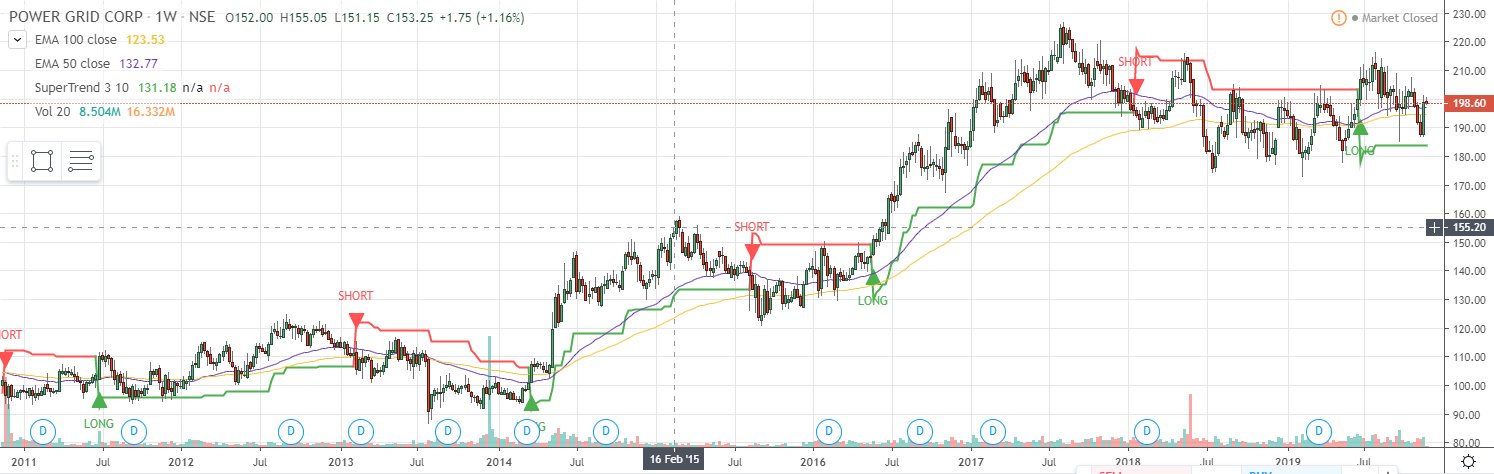 POWER GRID CORP · 1W · NSE O152.00 H155.05 L151.15 C153.25 +1.75 (+1.16%)
Market Closed
EMA 100 close 123.53
EMA 50 close 132.77
SuperTrend 3 10 131.18 n/a n/a
Vol 20 8.504M 16.332M
230.00
220.00
210.00
198.60
190.00
180.00
170.00
160.00
155.20
150.00
140.00
130.00
120.00
110.00
100.00
90.00
80.00
SHORT
LONG
SHORT
LONG
SHORT
LONG
D D D D D D D D D D D D
2011 Jul 2012 Jul 2013 Jul 2014 Jul 16 Feb '15 Jul 2016 Jul 2017 Jul 2018 Jul 2019 Jul